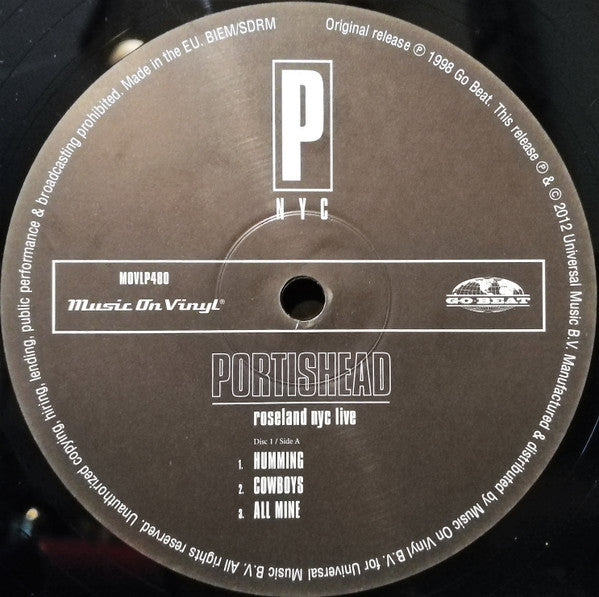 Original release ℗ 1998 Go Beat. This release ℗ & © 2012 Universal Music B.V. Manufactured & distributed by Music On Vinyl B.V. for Universal Music B.V. All rights reserved. Unauthorized copying, hiring, lending, public performance & broadcasting prohibited. Made in the EU. BIEM/SDRM
P
NYC
MOVLP480
Music On Vinyl®
GO BEAT
PORTISHEAD
roseland nyc live
Disc 1 / Side A
1. HUMMING
2. COWBOYS
3. ALL MINE